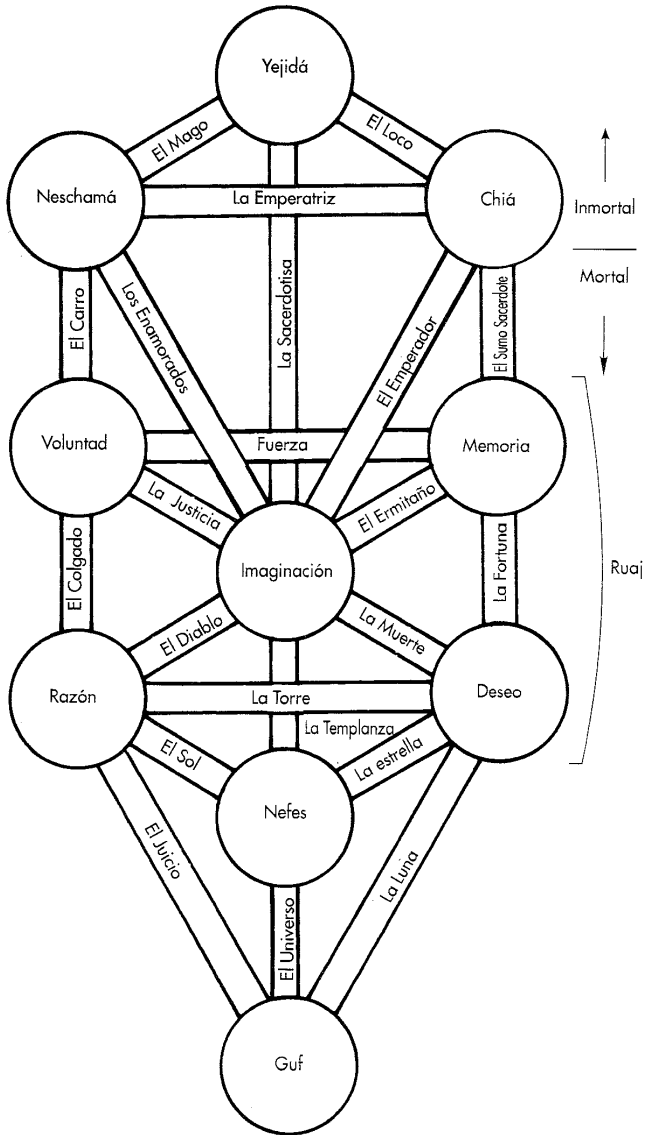 Yejidá
El Mago
El Loco
Neschamá
La Emperatriz
Chiá
Inmortal
Mortal
El Carro
Los Enamorados
La Sacerdotisa
El Emperador
El Sumo Sacerdote
Voluntad
Fuerza
Memoria
La Justicia
El Ermitaño
El Colgado
Imaginación
La Fortuna
Ruaj
El Diablo
La Muerte
Razón
La Torre
Deseo
La Templanza
El Sol
La estrella
Nefes
El Juicio
La Luna
El Universo
Guf